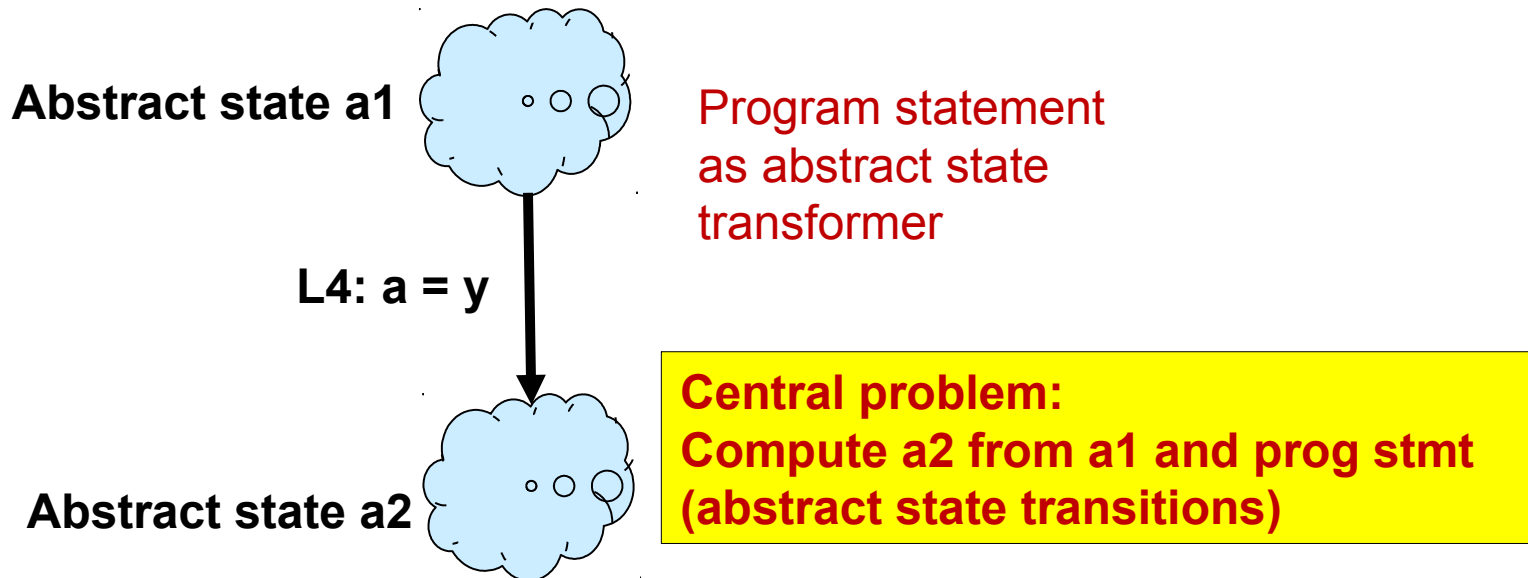 Abstract state a1
Program statement
as abstract state
transformer
L4: a = y
Central problem:
Compute a2 from a1 and prog stmt
(abstract state transitions)
Abstract state a2